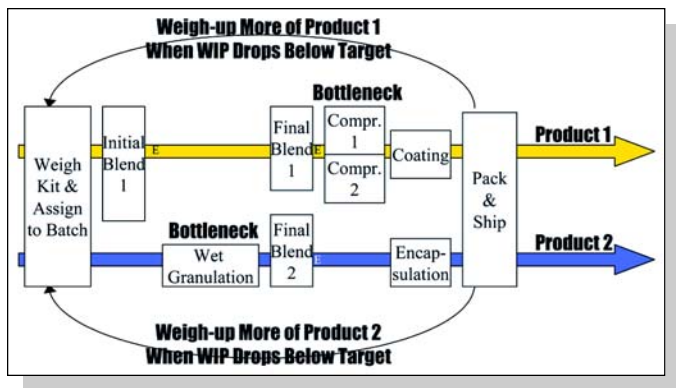 Weigh-up More of Product 1
When WIP Drops Below Target
Bottleneck
Weigh
Kit &
Assign
to Batch
Initial
Blend
1
E
Final
Blend
1
E
Compr.
1
Compr.
2
Coating
Pack
&
Ship
Product 1
Bottleneck
Wet
Granulation
Final
Blend
2
E
Encap-
sulation
Product 2
Weigh-up More of Product 2
When WIP Drops Below Target